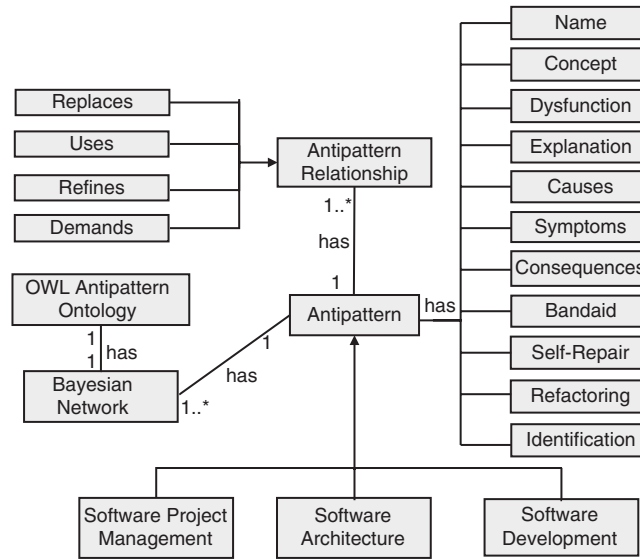 Name
Concept
Dysfunction
Explanation
Causes
Symptoms
Consequences
Bandaid
Self-Repair
Refactoring
Identification
Replaces
Uses
Refines
Demands
Antipattern
Relationship
1..*
has
1
Antipattern
has
OWL Antipattern
Ontology
1
has
1
Bayesian
Network
1
has
1..*
Software Project
Management
Software
Architecture
Software
Development